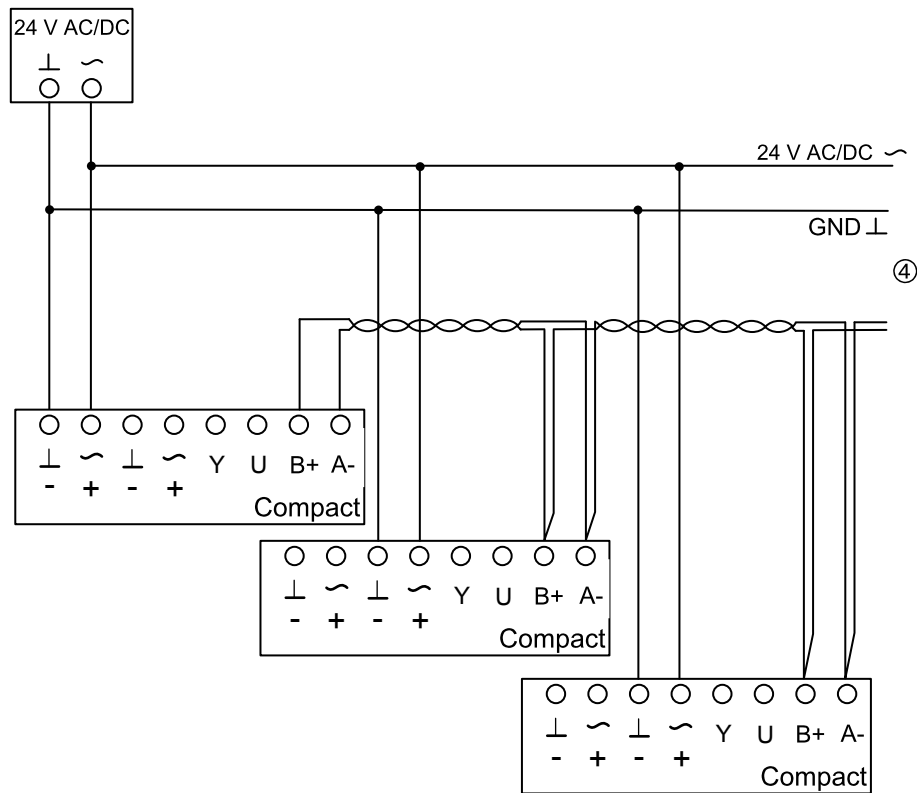 24 V AC/DC
⊥ ~
24 V AC/DC ~
GND ⊥
④
⊥ ~ ⊥ ~ Y U B+ A-
- + - +
Compact
⊥ ~ ⊥ ~ Y U B+ A-
- + - +
Compact
⊥ ~ ⊥ ~ Y U B+ A-
- + - +
Compact